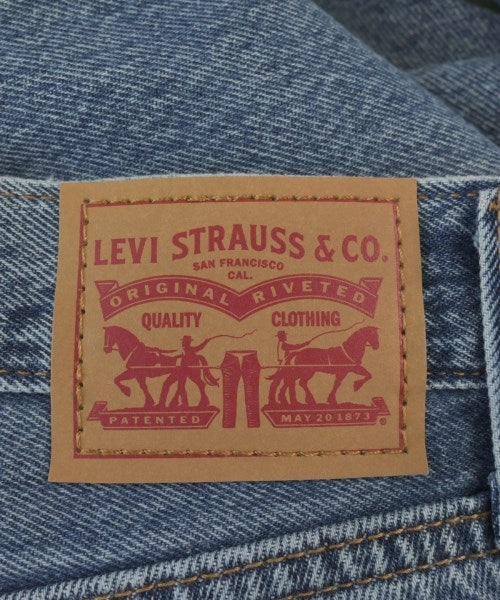 LEVI STRAUSS & CO.
SAN FRANCISCO
CAL.
ORIGINAL RIVETED
QUALITY CLOTHING
PATENTED MAY 20 1873 ®